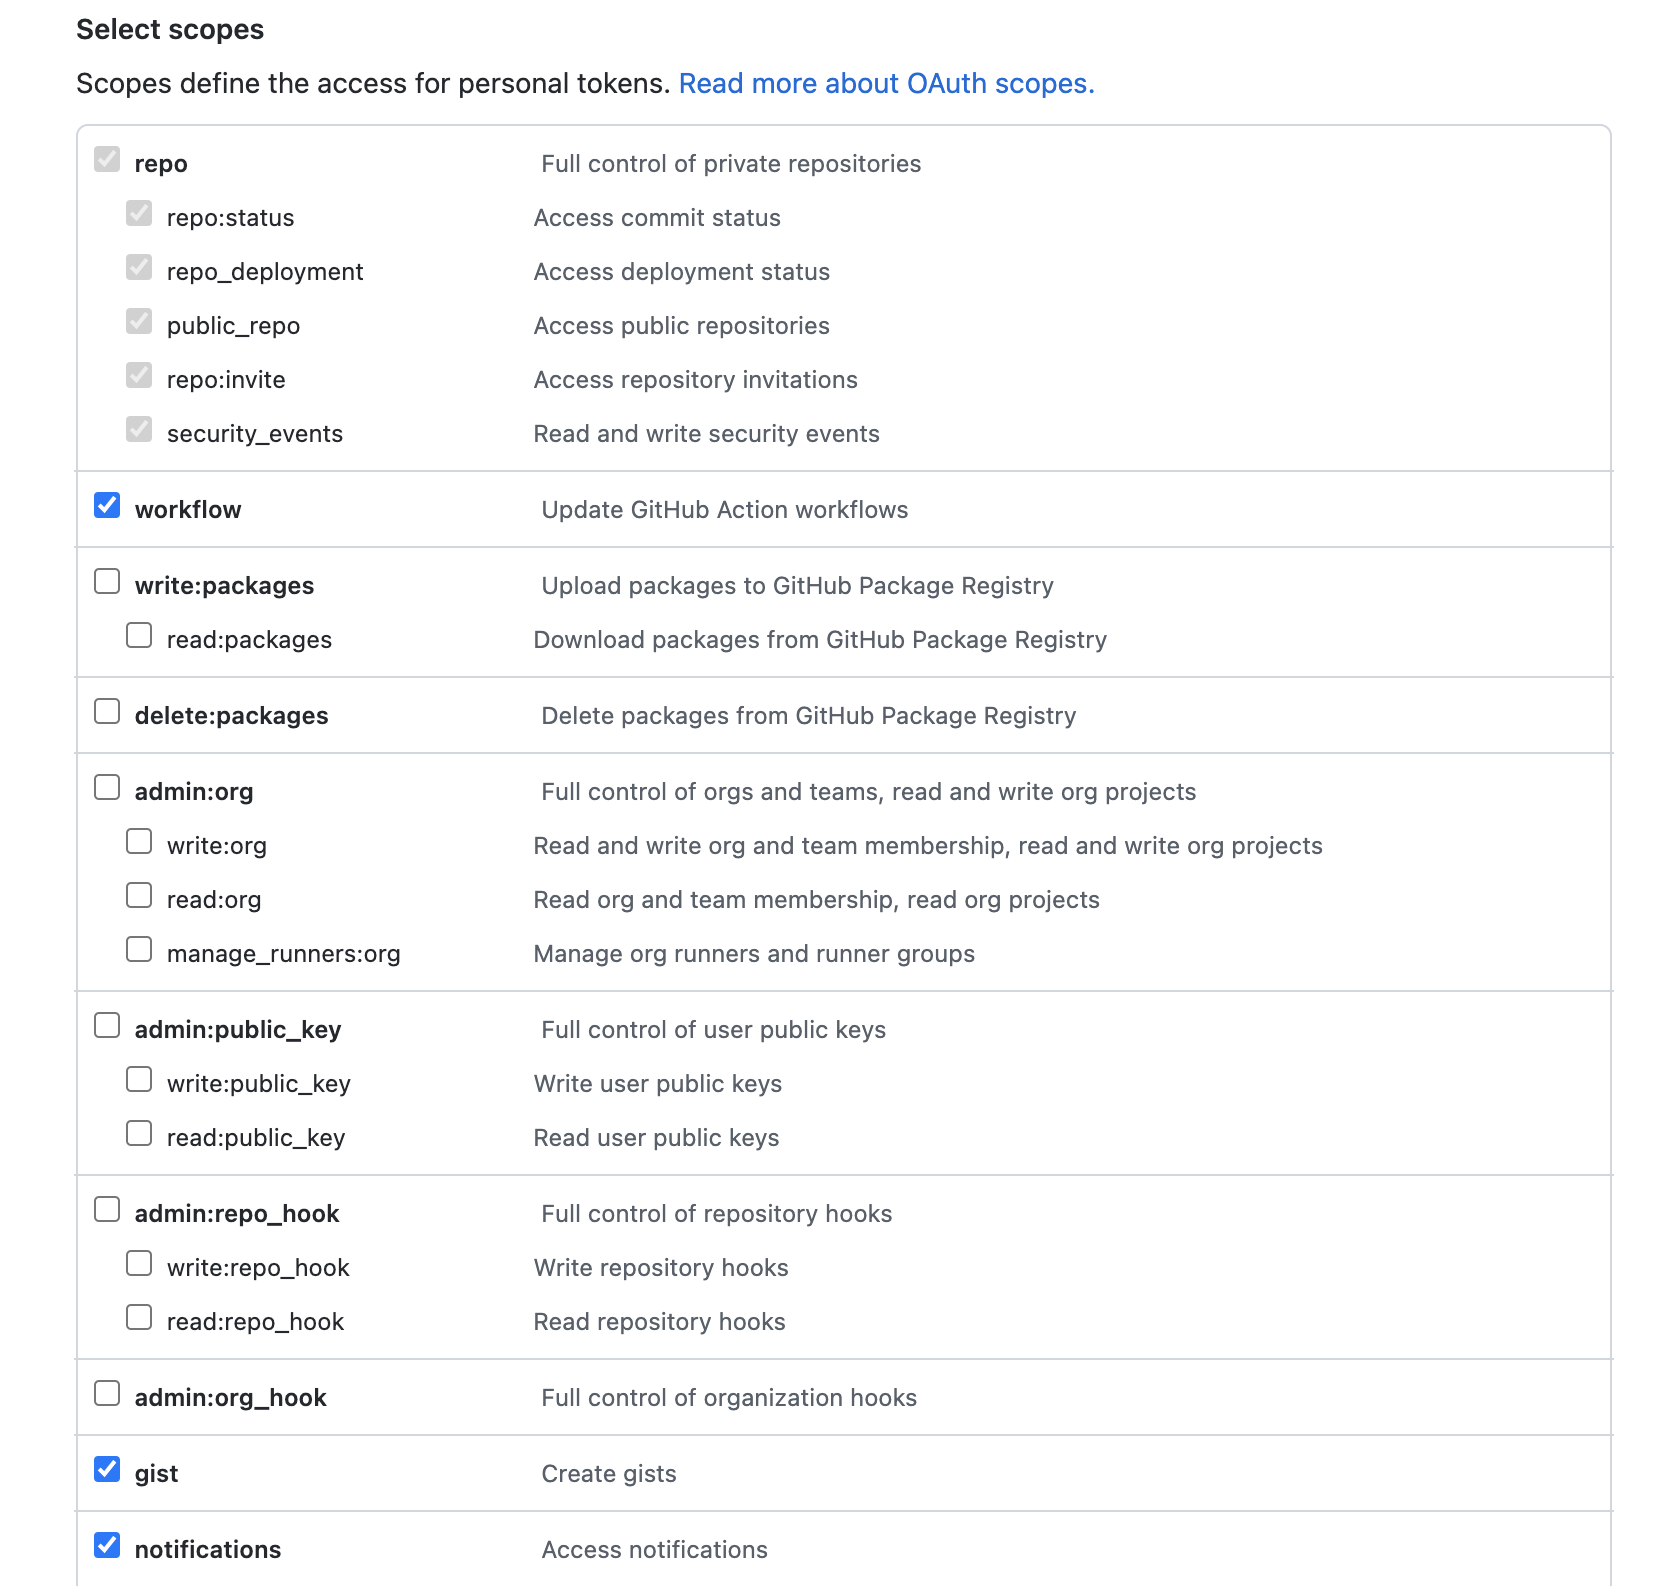 Select scopes
Scopes define the access for personal tokens. Read more about OAuth scopes.
repo Full control of private repositories
repo:status Access commit status
repo_deployment Access deployment status
public_repo Access public repositories
repo:invite Access repository invitations
security_events Read and write security events
workflow Update GitHub Action workflows
write:packages Upload packages to GitHub Package Registry
read:packages Download packages from GitHub Package Registry
delete:packages Delete packages from GitHub Package Registry
admin:org Full control of orgs and teams, read and write org projects
write:org Read and write org and team membership, read and write org projects
read:org Read org and team membership, read org projects
manage_runners:org Manage org runners and runner groups
admin:public_key Full control of user public keys
write:public_key Write user public keys
read:public_key Read user public keys
admin:repo_hook Full control of repository hooks
write:repo_hook Write repository hooks
read:repo_hook Read repository hooks
admin:org_hook Full control of organization hooks
gist Create gists
notifications Access notifications